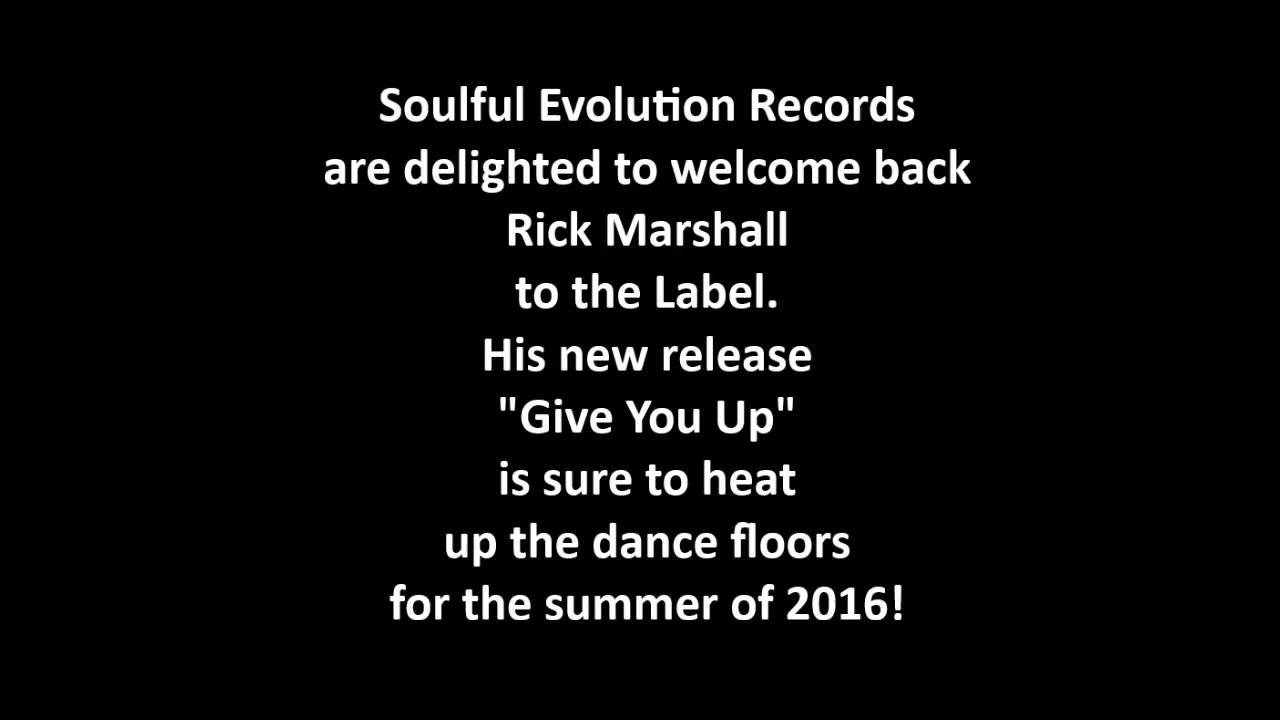 Soulful Evolution Records
are delighted to welcome back
Rick Marshall
to the Label.
His new release
"Give You Up"
is sure to heat
up the dance floors
for the summer of 2016!